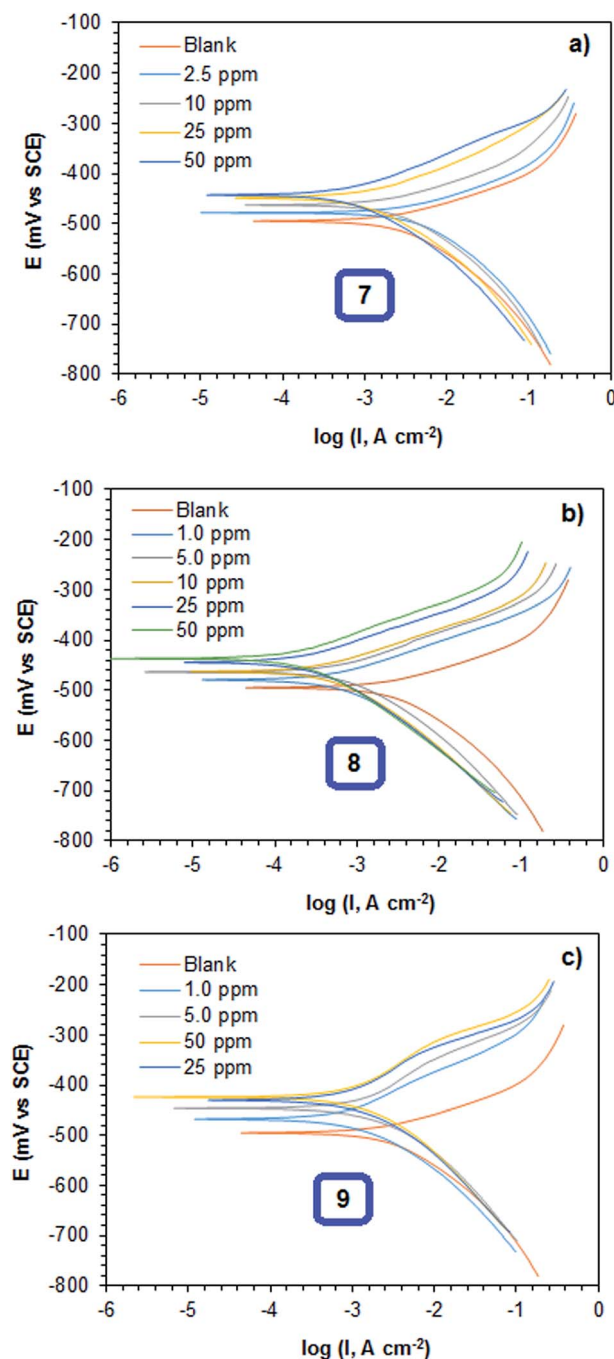 -100
a)
Blank
-200
2.5 ppm
10 ppm
-300
25 ppm
50 ppm
-400
E (mV vs SCE)
-500
-600
7
-700
-800
-6 -5 -4 -3 -2 -1 0
log (I, A cm-2)
-100
b)
Blank
-200
1.0 ppm
5.0 ppm
10 ppm
-300
25 ppm
50 ppm
-400
E (mV vs SCE)
-500
-600
8
-700
-800
-6 -5 -4 -3 -2 -1 0
log (I, A cm-2)
-100
c)
Blank
-200
1.0 ppm
5.0 ppm
50 ppm
-300
25 ppm
-400
E (mV vs SCE)
-500
-600
9
-700
-800
-6 -5 -4 -3 -2 -1 0
log (I, A cm-2)